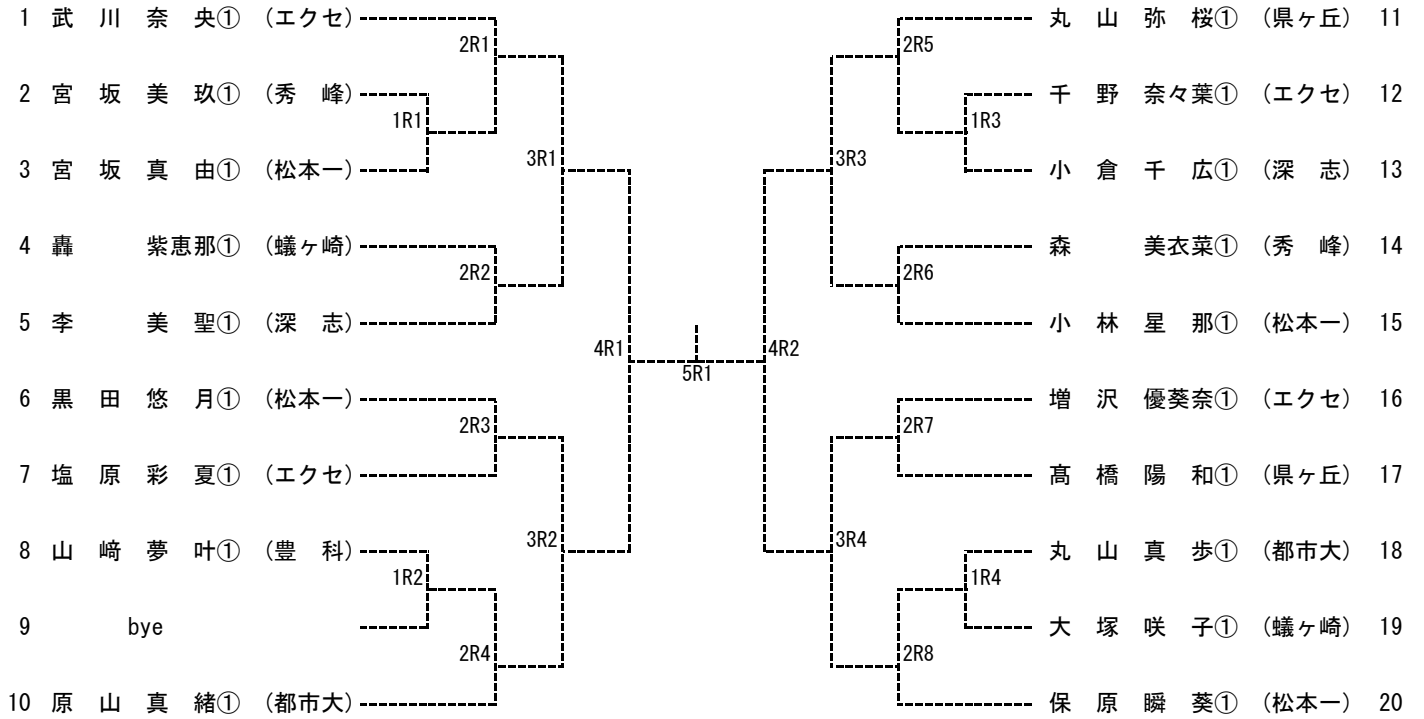 1 武 川 奈 央① (エクセ)
2R1
2 宮 坂 美 玖① (秀 峰)
1R1
3 宮 坂 真 由① (松本一)
3R1
4 轟 紫恵那① (蟻ヶ崎)
2R2
5 李 美 聖① (深 志)
4R1
6 黒 田 悠 月① (松本一)
2R3
7 塩 原 彩 夏① (エクセ)
3R2
8 山 﨑 夢 叶① (豊 科)
1R2
9 bye
2R4
10 原 山 真 緒① (都市大)
5R1
丸 山 弥 桜① (県ヶ丘) 11
2R5
千 野 奈々葉① (エクセ) 12
1R3
小 倉 千 広① (深 志) 13
3R3
森 美衣菜① (秀 峰) 14
2R6
小 林 星 那① (松本一) 15
4R2
増 沢 優葵奈① (エクセ) 16
2R7
髙 橋 陽 和① (県ヶ丘) 17
3R4
丸 山 真 歩① (都市大) 18
1R4
大 塚 咲 子① (蟻ヶ崎) 19
2R8
保 原 瞬 葵① (松本一) 20